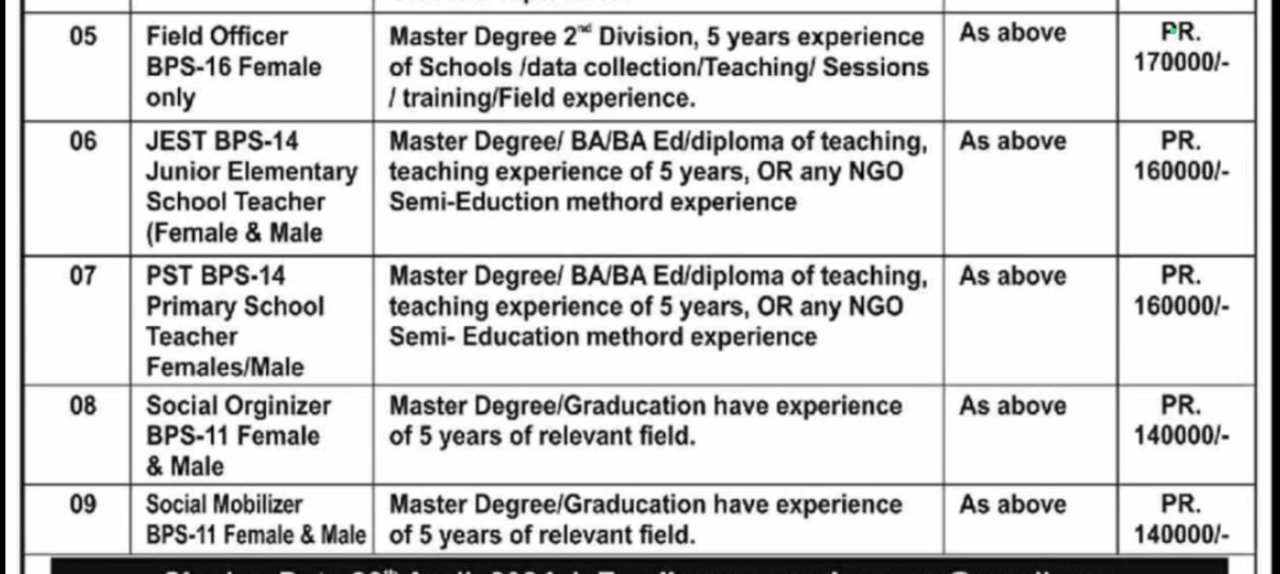 05
Field Officer
BPS-16 Female
only
Master Degree 2nd Division, 5 years experience
of Schools /data collection/Teaching/ Sessions
/ training/Field experience.
As above
PR.
170000/-
06
JEST BPS-14
Junior Elementary
School Teacher
(Female & Male
Master Degree/ BA/BA Ed/diploma of teaching,
teaching experience of 5 years, OR any NGO
Semi-Eduction methord experience
As above
PR.
160000/-
07
PST BPS-14
Primary School
Teacher
Females/Male
Master Degree/ BA/BA Ed/diploma of teaching,
teaching experience of 5 years, OR any NGO
Semi- Education methord experience
As above
PR.
160000/-
08
Social Orginizer
BPS-11 Female
& Male
Master Degree/Graducation have experience
of 5 years of relevant field.
As above
PR.
140000/-
09
Social Mobilizer
BPS-11 Female & Male
Master Degree/Graducation have experience
of 5 years of relevant field.
As above
PR.
140000/-